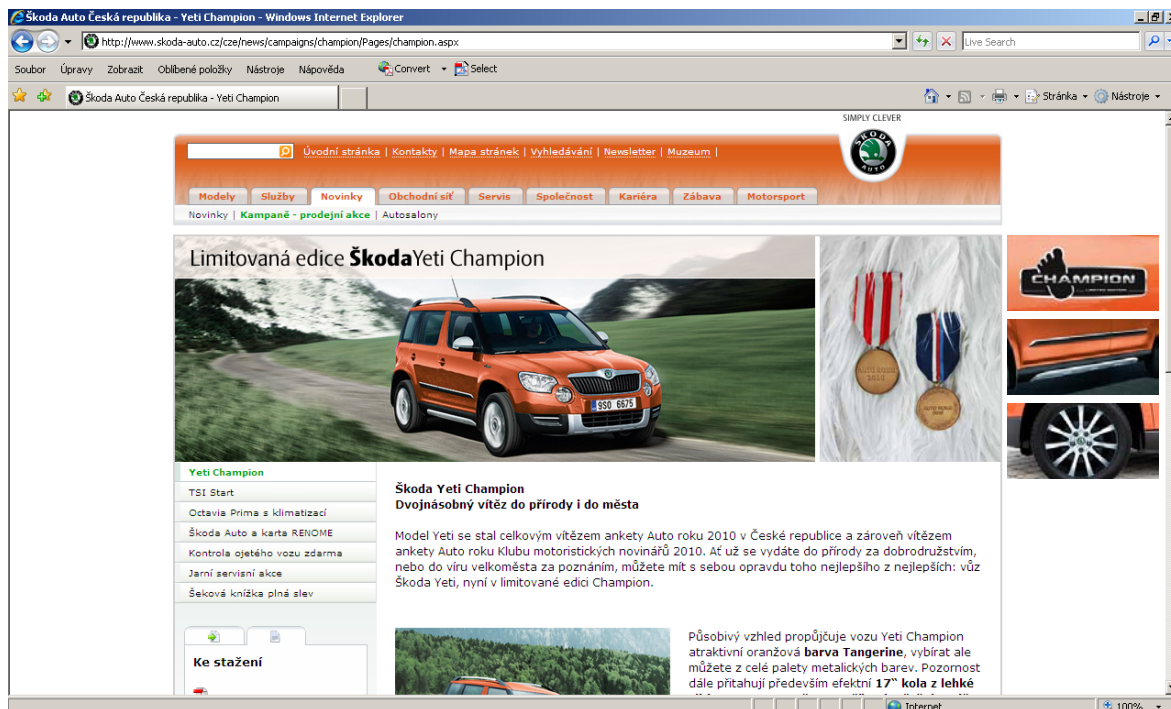 Škoda Auto Česká republika - Yeti Champion - Windows Internet Explorer
http://www.skoda-auto.cz/cze/news/campaigns/champion/Pages/champion.aspx
Live Search
Soubor Úpravy Zobrazit Oblíbené položky Nástroje Nápověda Convert Select
Škoda Auto Česká republika - Yeti Champion
Stránka Nástroje
SIMPLY CLEVER
ŠKODA
AUTO
Úvodní stránka | Kontakty | Mapa stránek | Vyhledávání | Newsletter | Muzeum |
Modely Služby Novinky Obchodní síť Servis Společnost Kariéra Zábava Motorsport
Novinky | Kampaně - prodejní akce | Autosalony
Limitovaná edice ŠkodaYeti Champion
CHAMPION
AUTO ROKU
2010
9S0 6675
Yeti Champion
TSI Start
Octavia Prima s klimatizací
Škoda Auto a karta RENOME
Kontrola ojetého vozu zdarma
Jarní servisní akce
Šeková knížka plná slev
Ke stažení
Škoda Yeti Champion
Dvojnásobný vítěz do přírody i do města
Model Yeti se stal celkovým vítězem ankety Auto roku 2010 v České republice a zároveň vítězem
ankety Auto roku Klubu motoristických novinářů 2010. Ať už se vydáte do přírody za dobrodružstvím,
nebo do víru velkoměsta za poznáním, můžete mít s sebou opravdu toho nejlepšího z nejlepších: vůz
Škoda Yeti, nyní v limitované edici Champion.
Působivý vzhled propůjčuje vozu Yeti Champion
atraktivní oranžová barva Tangerine, vybírat ale
můžete z celé palety metalických barev. Pozornost
dále přitahují především efektní 17“ kola z lehké
Internet
100%